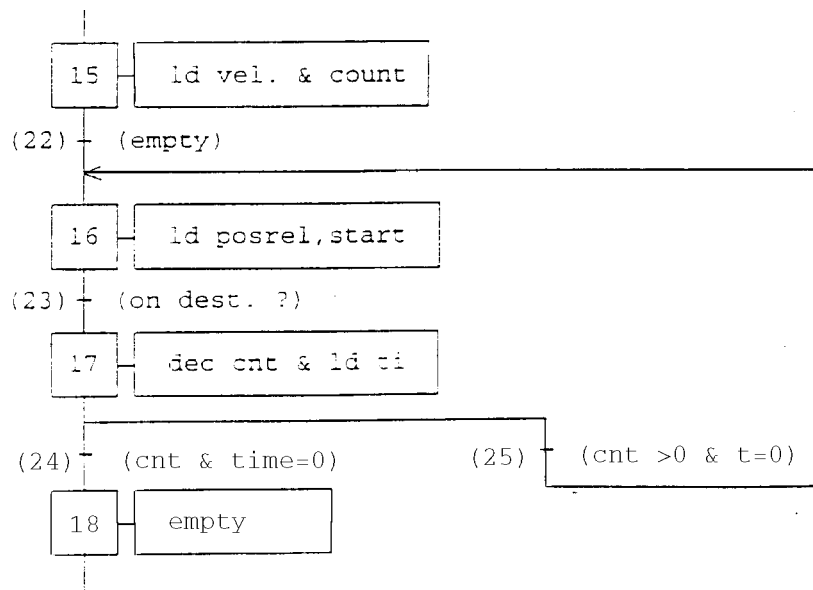 15 ld vel. & count
(22) (empty)
16 ld posrel,start
(23) (on dest. ?)
17 dec cnt & ld ti
(24) (cnt & time=0) (25) (cnt >0 & t=0)
18 empty